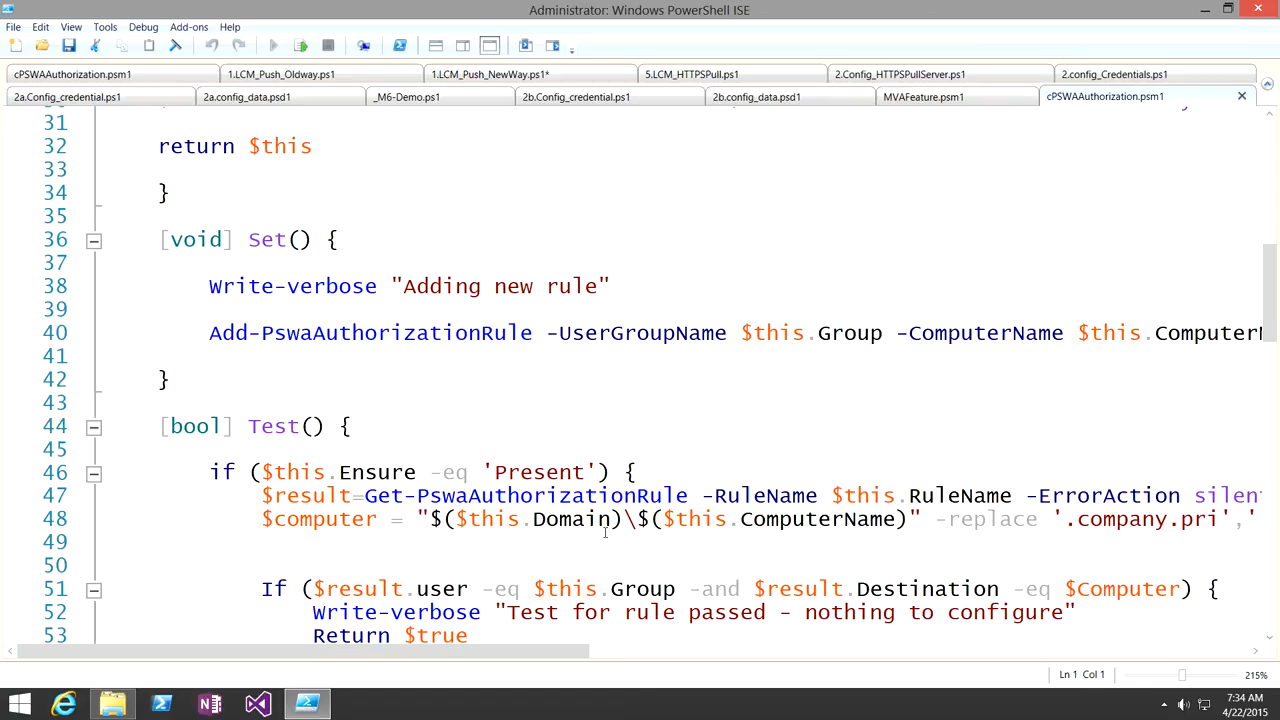 Administrator: Windows PowerShell ISE
File Edit View Tools Debug Add-ons Help
cPSWAAuthorization.psm1 1.LCM_Push_Oldway.ps1 1.LCM_Push_NewWay.ps1* 5.LCM_HTTPSPull.ps1 2.Config_HTTPSPullServer.ps1 2.config_Credentials.ps1
2a.Config_credential.ps1 2a.config_data.psd1 _M6-Demo.ps1 2b.Config_credential.ps1 2b.config_data.psd1 MVAFeature.psm1 cPSWAAuthorization.psm1
31
32 return $this
33
34 }
35
36 [void] Set() {
37
38 Write-verbose "Adding new rule"
39
40 Add-PswaAuthorizationRule -UserGroupName $this.Group -ComputerName $this.Computer
41
42 }
43
44 [bool] Test() {
45
46 if ($this.Ensure -eq 'Present') {
47 $result=Get-PswaAuthorizationRule -RuleName $this.RuleName -ErrorAction silen
48 $computer = "$($this.Domain)\$($this.ComputerName)" -replace '.company.pri','
49
50
51 If ($result.user -eq $this.Group -and $result.Destination -eq $Computer) {
52 Write-verbose "Test for rule passed - nothing to configure"
53 Return $true
Ln 1 Col 1 215%
7:34 AM
4/22/2015